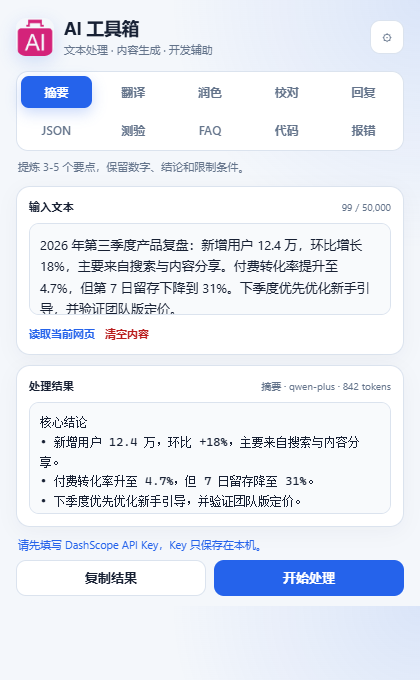 AI
AI 工具箱
文本处理 · 内容生成 · 开发辅助
摘要 翻译 润色 校对 回复
JSON 测验 FAQ 代码 报错
提炼 3-5 个要点，保留数字、结论和限制条件。
输入文本 99 / 50,000
2026 年第三季度产品复盘：新增用户 12.4 万，环比增长
18%，主要来自搜索与内容分享。付费转化率提升至
4.7%，但第 7 日留存下降到 31%。下季度优先优化新手引
导，并验证团队版定价。
读取当前网页 清空内容
处理结果 摘要 · qwen-plus · 842 tokens
核心结论
• 新增用户 12.4 万，环比 +18%，主要来自搜索与内容分
享。
• 付费转化率升至 4.7%，但 7 日留存降至 31%。
• 下季度优先优化新手引导，并验证团队版定价。
请先填写 DashScope API Key，Key 只保存在本机。
复制结果 开始处理